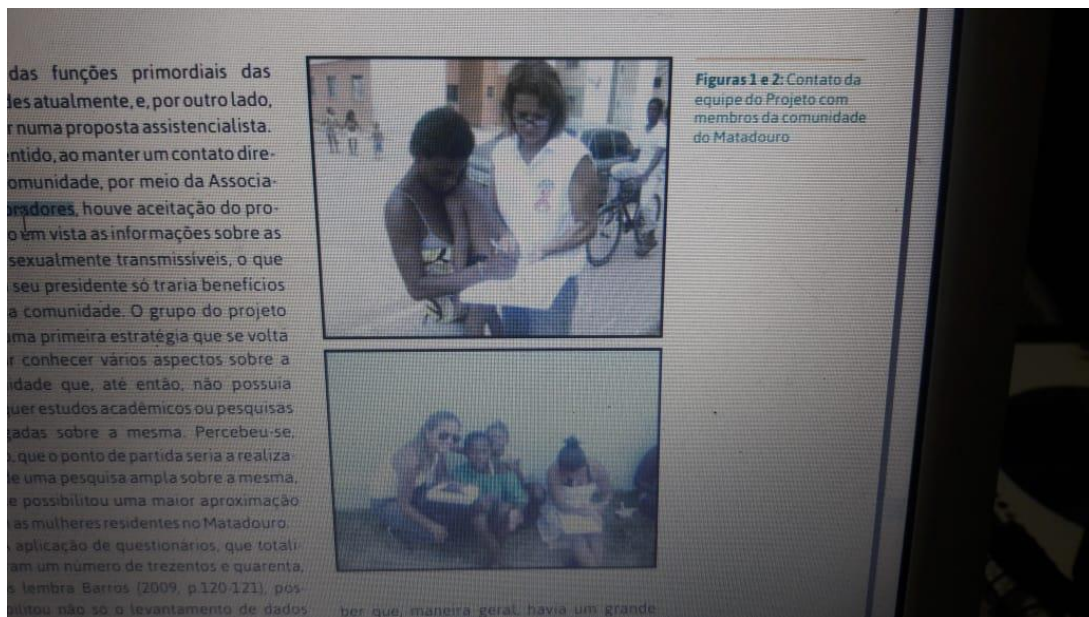 das funções primordiais das
des atualmente, e, por outro lado,
r numa proposta assistencialista.
ntido, ao manter um contato dire-
omunidade, por meio da Associa-
oradores, houve aceitação do pro-
o em vista as informações sobre as
sexualmente transmissíveis, o que
seu presidente só traria benefícios
a comunidade. O grupo do projeto
uma primeira estratégia que se volta
r conhecer vários aspectos sobre a
idade que, até então, não possuia
quer estudos acadêmicos ou pesquisas
gadas sobre a mesma. Percebeu-se,
o, que o ponto de partida seria a realiza-
de uma pesquisa ampla sobre a mesma,
e possibilitou uma maior aproximação
as mulheres residentes no Matadouro.
aplicação de questionários, que totali-
am um número de trezentos e quarenta,
s lembra Barros (2009, p.120-121), pos-
bilitou não só o levantamento de dados
ber que, maneira geral, havia um grande
Figuras 1 e 2: Contato da
equipe do Projeto com
membros da comunidade
do Matadouro